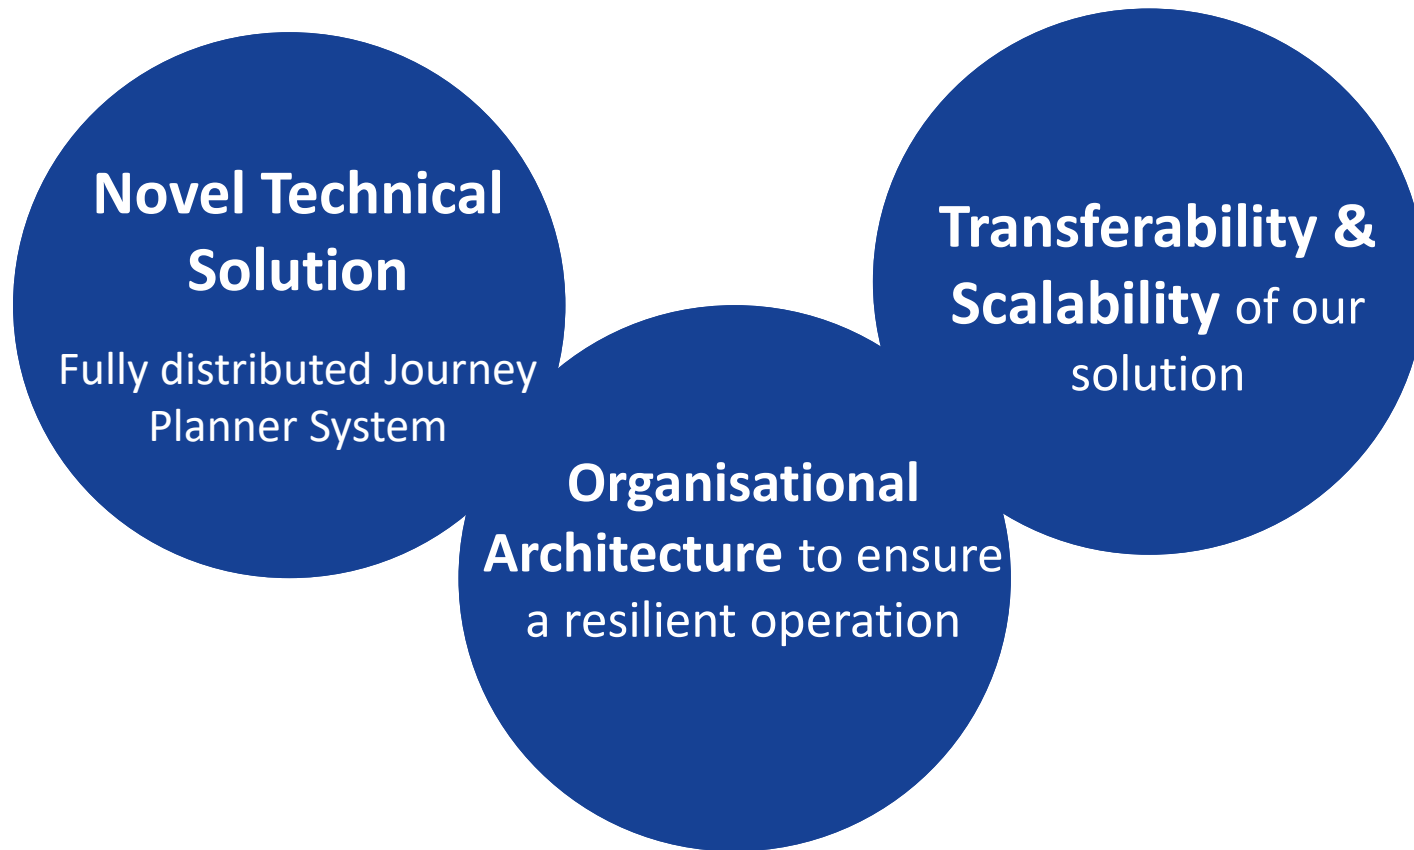 Novel Technical
Solution
Fully distributed Journey
Planner System
Organisational
Architecture to ensure
a resilient operation
Transferability &
Scalability of our
solution